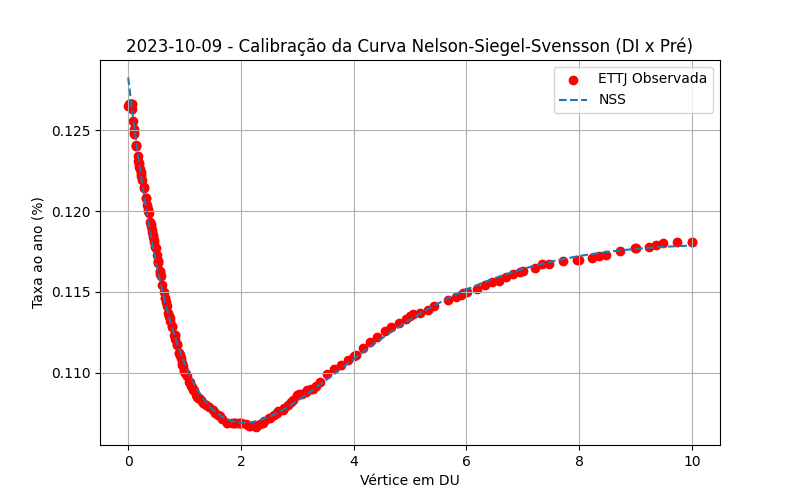 2023-10-09 - Calibração da Curva Nelson-Siegel-Svensson (DI x Pré)
ETTJ Observada
NSS
Taxa ao ano (%)
0.125
0.120
0.115
0.110
0 2 4 6 8 10
Vértice em DU